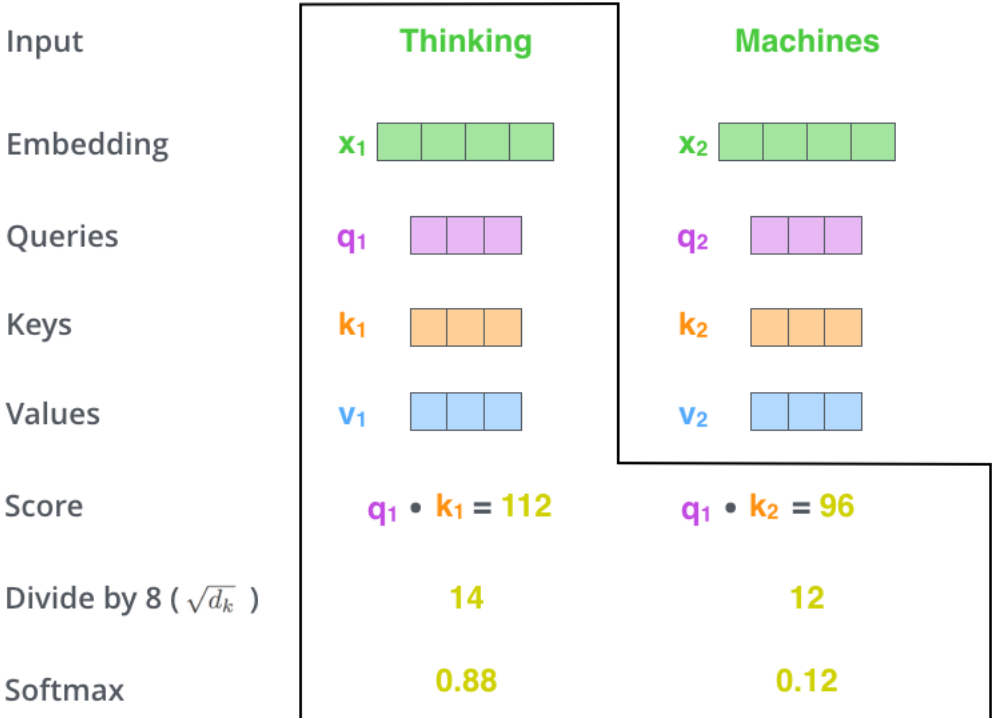 Input Thinking Machines
Embedding x₁ x₂
Queries q₁ q₂
Keys k₁ k₂
Values v₁ v₂
Score q₁ • k₁ = 112 q₁ • k₂ = 96
Divide by 8 ( √dₖ ) 14 12
Softmax 0.88 0.12